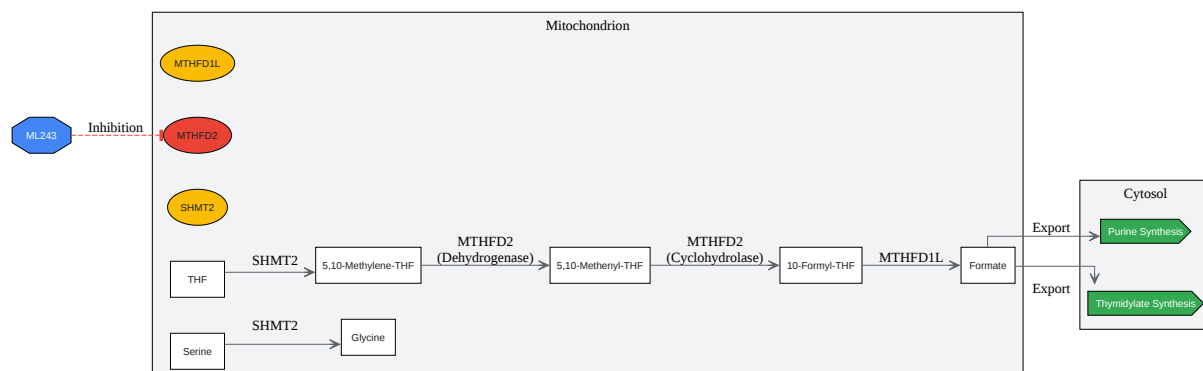 Mitochondrion
MTHFD1L
ML243
Inhibition
MTHFD2
SHMT2
Cytosol
Purine Synthesis
Export
THF
SHMT2
5,10-Methylene-THF
MTHFD2
(Dehydrogenase)
5,10-Methenyl-THF
MTHFD2
(Cyclohydrolase)
10-Formyl-THF
MTHFD1L
Formate
Export
Thymidylate Synthesis
Serine
SHMT2
Glycine